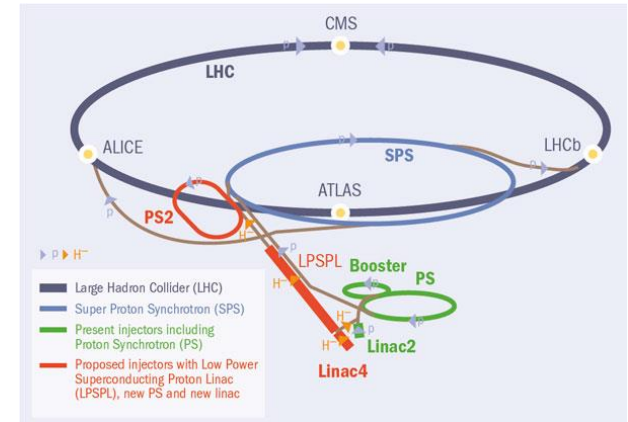 CMS
p
p
LHC
ALICE
LHCb
SPS
p
p
ATLAS
p
p
PS2
H⁻
p
p H⁻
LPSPL
H⁻
Booster
p
PS
H⁻
p
p
H⁻
Linac2
Linac4
Large Hadron Collider (LHC)
Super Proton Synchrotron (SPS)
Present injectors including
Proton Synchrotron (PS)
Proposed injectors with Low Power
Superconducting Proton Linac
(LPSPL), new PS and new linac